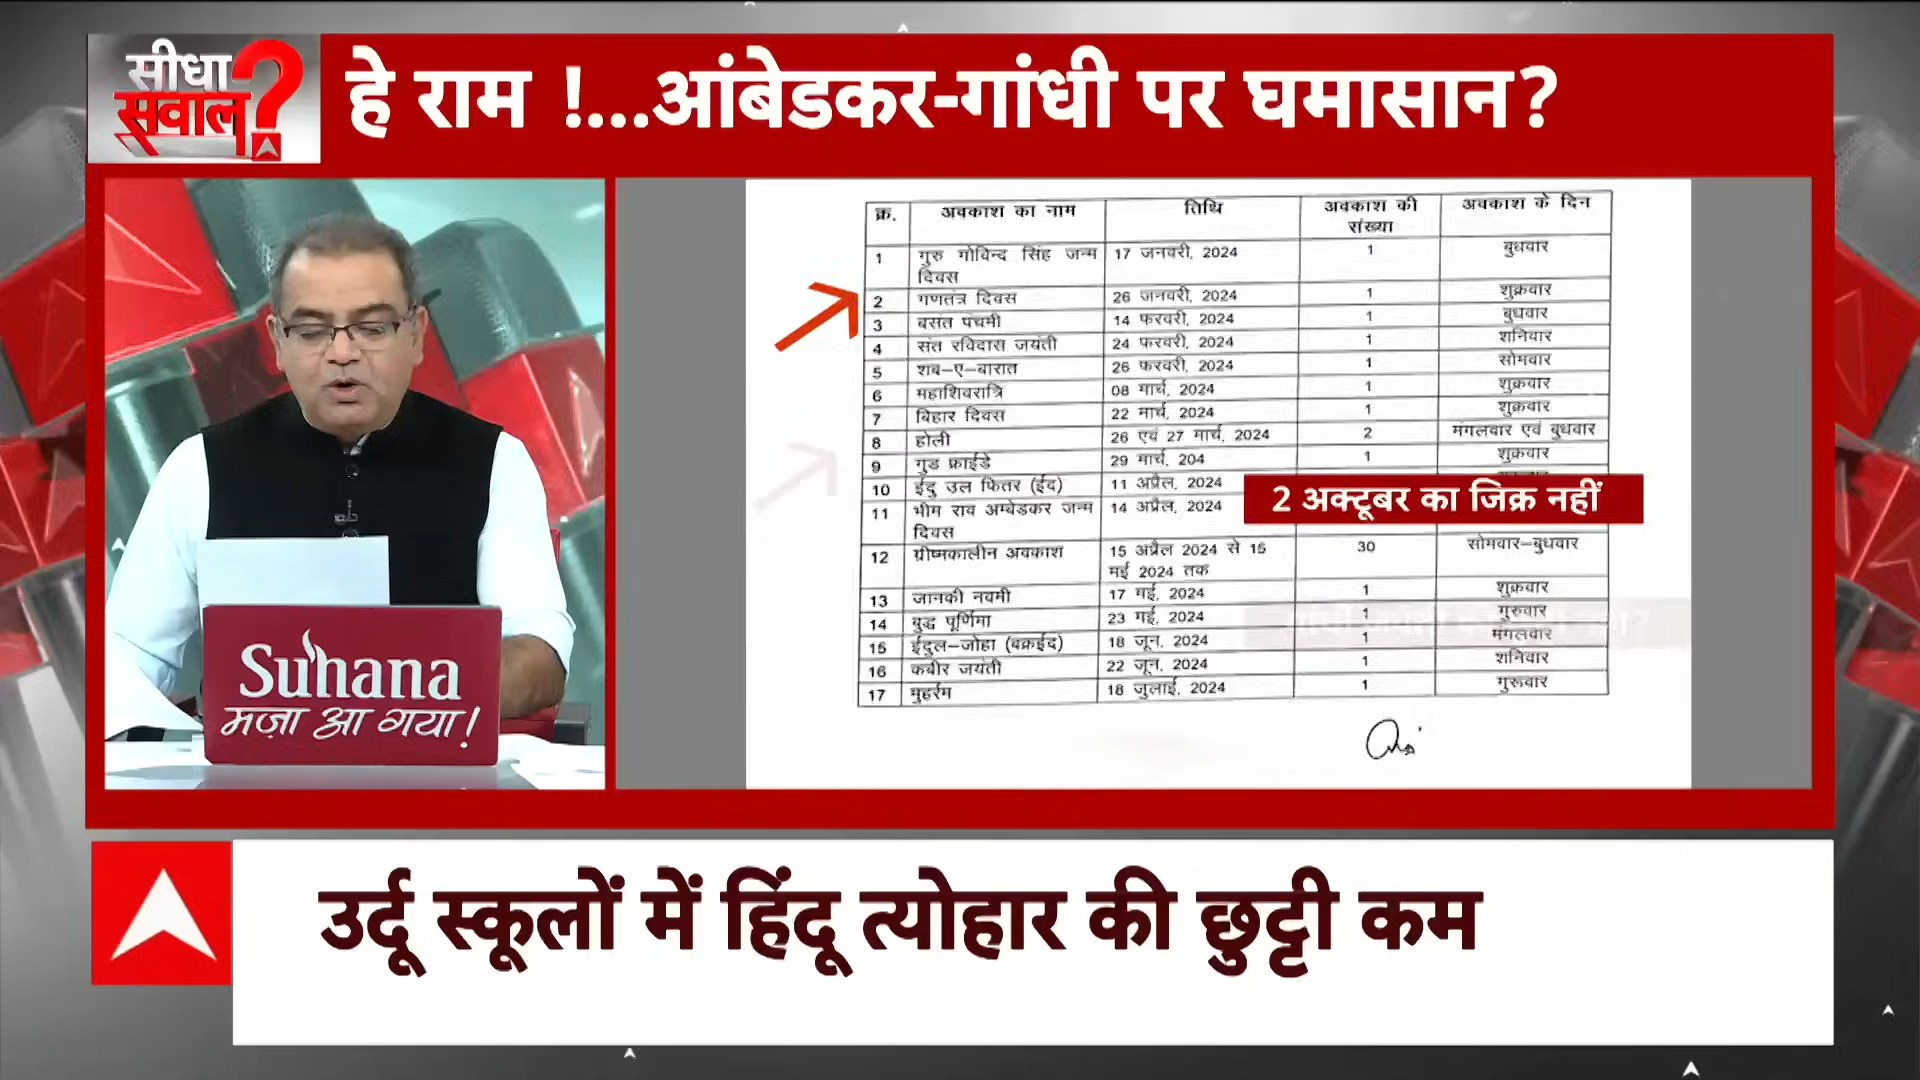 सीधा
सवाल?
हे राम !...आंबेडकर-गांधी पर घमासान?
क्र. अवकाश का नाम तिथि अवकाश की संख्या अवकाश के दिन
1 गुरु गोविन्द सिंह जन्म दिवस 17 जनवरी, 2024 1 बुधवार
2 गणतंत्र दिवस 26 जनवरी, 2024 1 शुक्रवार
3 बसंत पंचमी 14 फरवरी, 2024 1 बुधवार
4 संत रविदास जयंती 24 फरवरी, 2024 1 शनिवार
5 शब-ए-बारात 26 फरवरी, 2024 1 सोमवार
6 महाशिवरात्रि 08 मार्च, 2024 1 शुक्रवार
7 बिहार दिवस 22 मार्च, 2024 1 शुक्रवार
8 होली 26 एवं 27 मार्च, 2024 2 मंगलवार एवं बुधवार
9 गुड फ्राईडे 29 मार्च, 204 1 शुक्रवार
10 ईदु उल फितर (ईद) 11 अप्रैल, 2024
11 भीम राव अम्बेडकर जन्म दिवस 14 अप्रैल, 2024
2 अक्टूबर का जिक्र नहीं
12 ग्रीष्मकालीन अवकाश 15 अप्रैल 2024 से 15 मई 2024 तक 30 सोमवार-बुधवार
13 जानकी नवमी 17 मई, 2024 1 शुक्रवार
14 बुद्ध पूर्णिमा 23 मई, 2024 1 गुरुवार
15 ईदुल-जोहा (बकईद) 18 जून, 2024 1 मंगलवार
16 कबीर जयंती 22 जून, 2024 1 शनिवार
17 मुहर्रम 18 जुलाई, 2024 1 गुरूवार
Suhana
मज़ा आ गया!
उर्दू स्कूलों में हिंदू त्योहार की छुट्टी कम